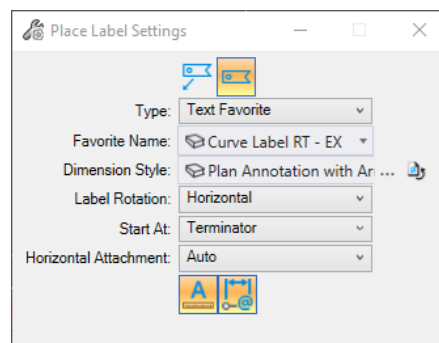 Place Label Settings
Type: Text Favorite
Favorite Name: Curve Label RT - EX
Dimension Style: Plan Annotation with Ar ...
Label Rotation: Horizontal
Start At: Terminator
Horizontal Attachment: Auto
A @